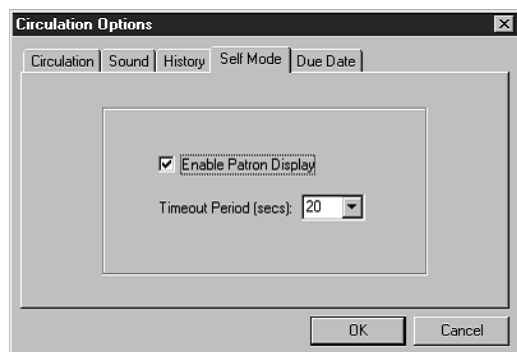 Circulation Options
Circulation Sound History Self Mode Due Date
Enable Patron Display
Timeout Period (secs): 20
OK Cancel